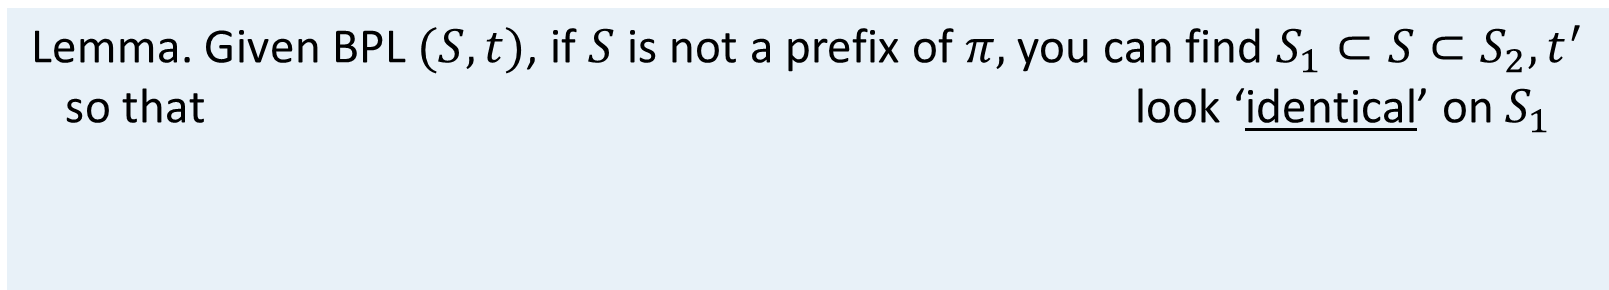 Lemma. Given BPL (S, t), if S is not a prefix of π, you can find S₁ ⊂ S ⊂ S₂, t′
so that look ‘identical’ on S₁